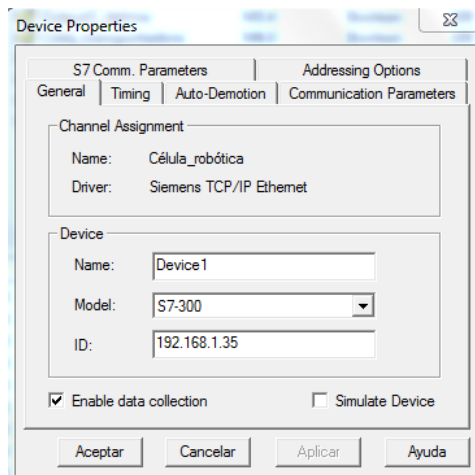 Device Properties
S7 Comm. Parameters Addressing Options
General Timing Auto-Demotion Communication Parameters
Channel Assignment
Name: Célula_robótica
Driver: Siemens TCP/IP Ethernet
Device
Name: Device1
Model: S7-300
ID: 192.168.1.35
Enable data collection Simulate Device
Aceptar Cancelar Aplicar Ayuda